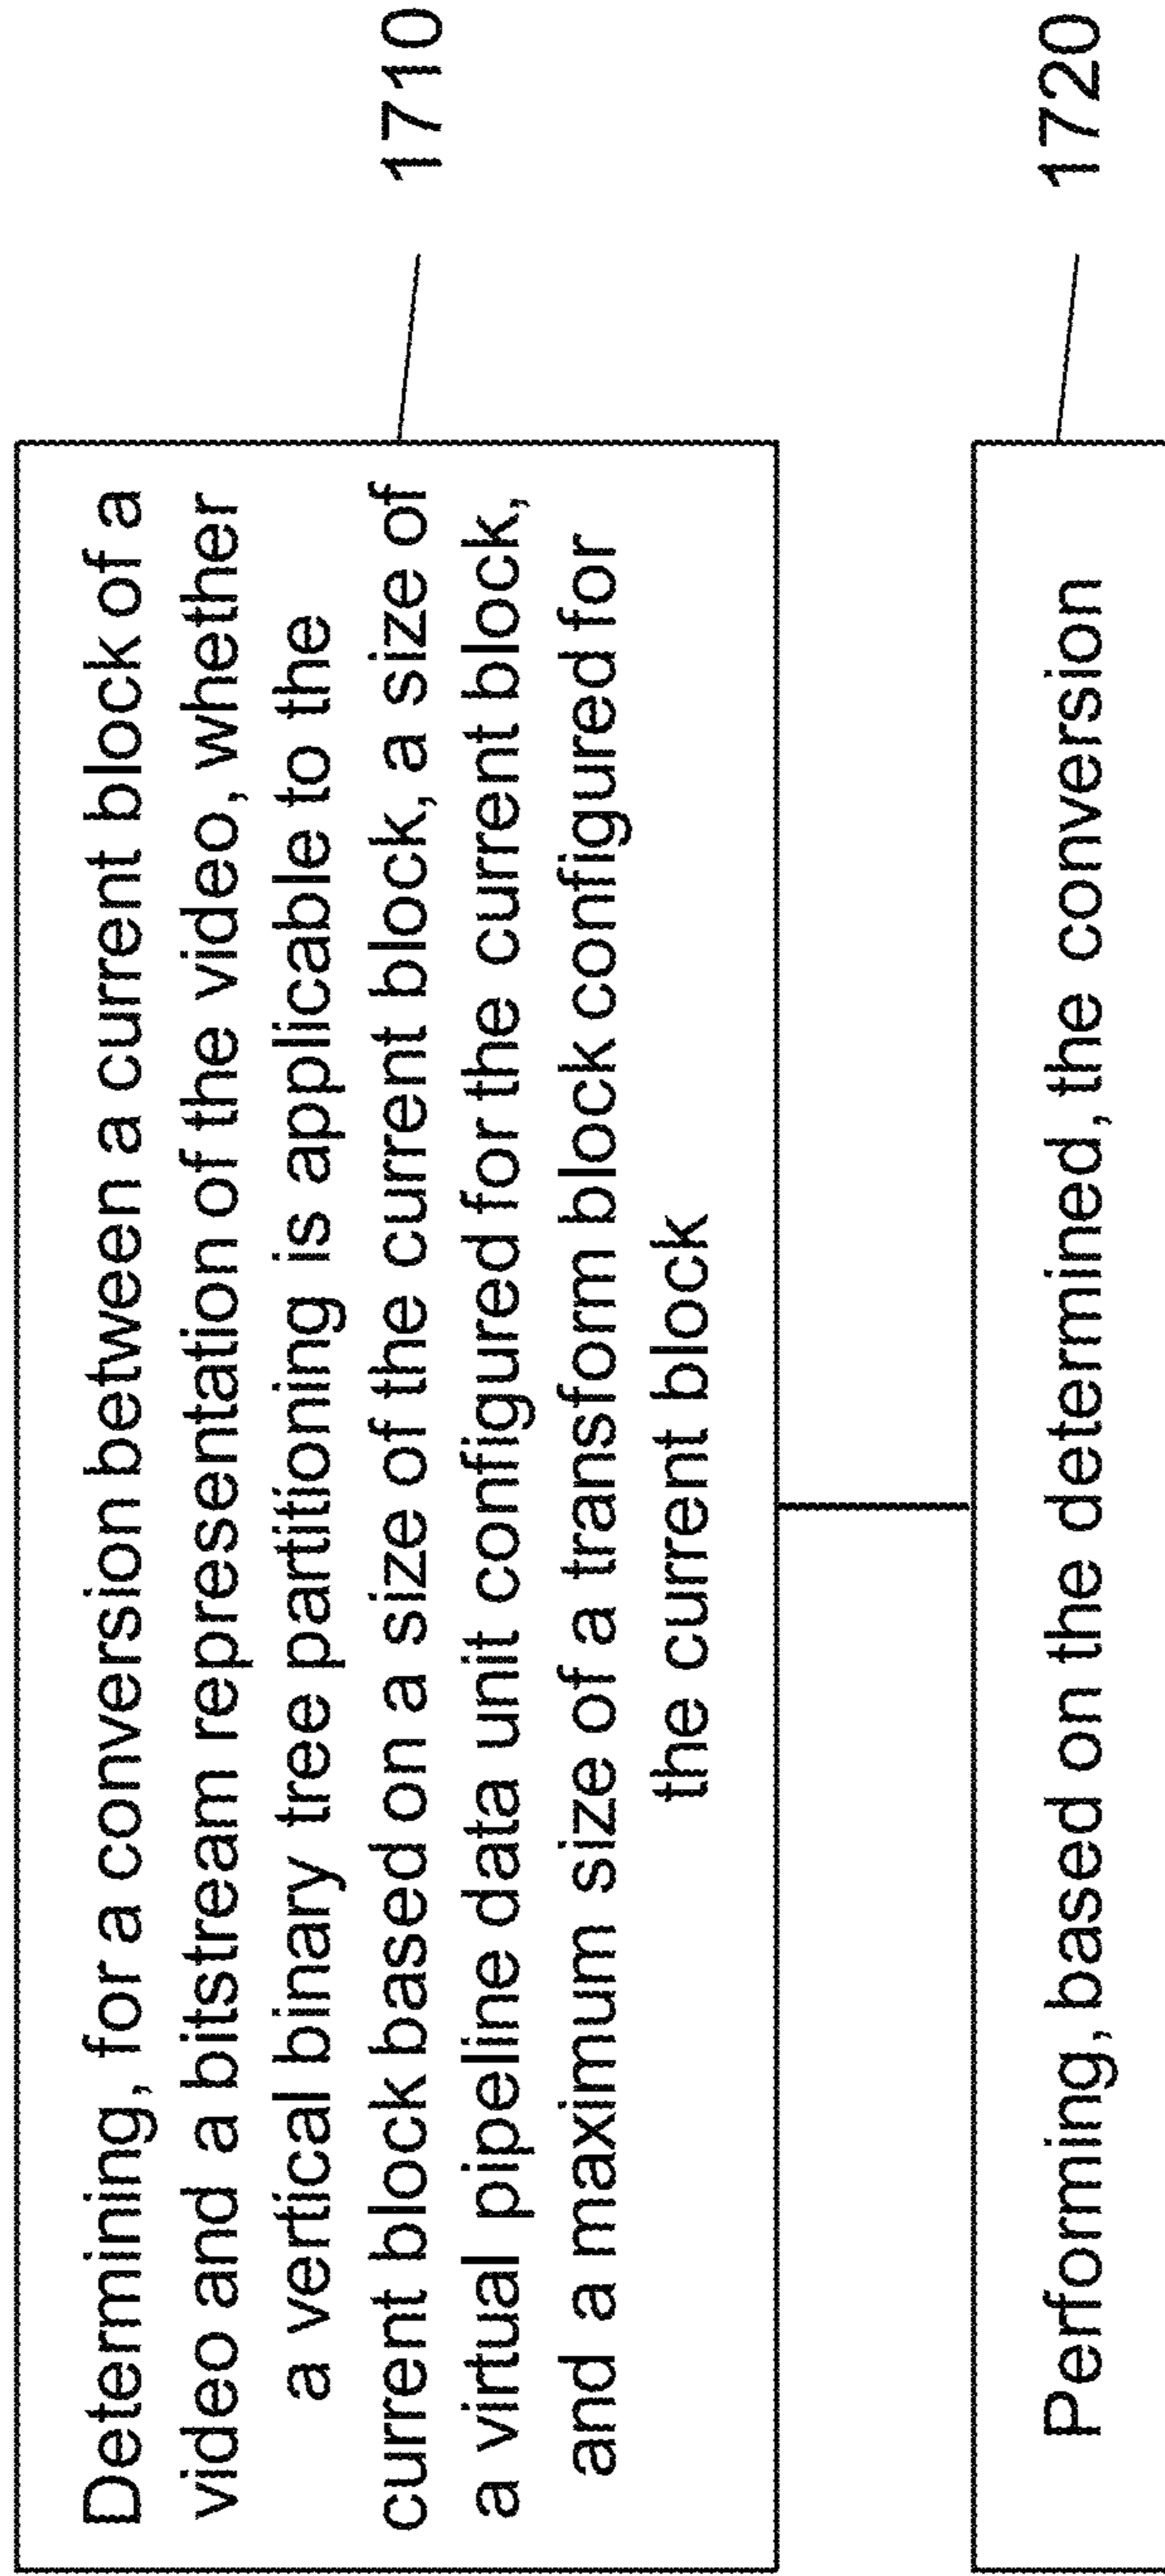 Determining, for a conversion between a current block of a
video and a bitstream representation of the video, whether
a vertical binary tree partitioning is applicable to the
current block based on a size of the current block, a size of
a virtual pipeline data unit configured for the current block,
and a maximum size of a transform block configured for
the current block
1710
Performing, based on the determined, the conversion
1720